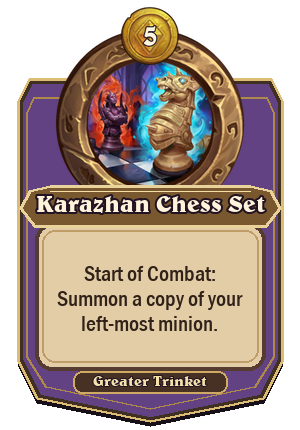 5
Karazhan Chess Set
Start of Combat:
Summon a copy of your
left-most minion.
Greater Trinket